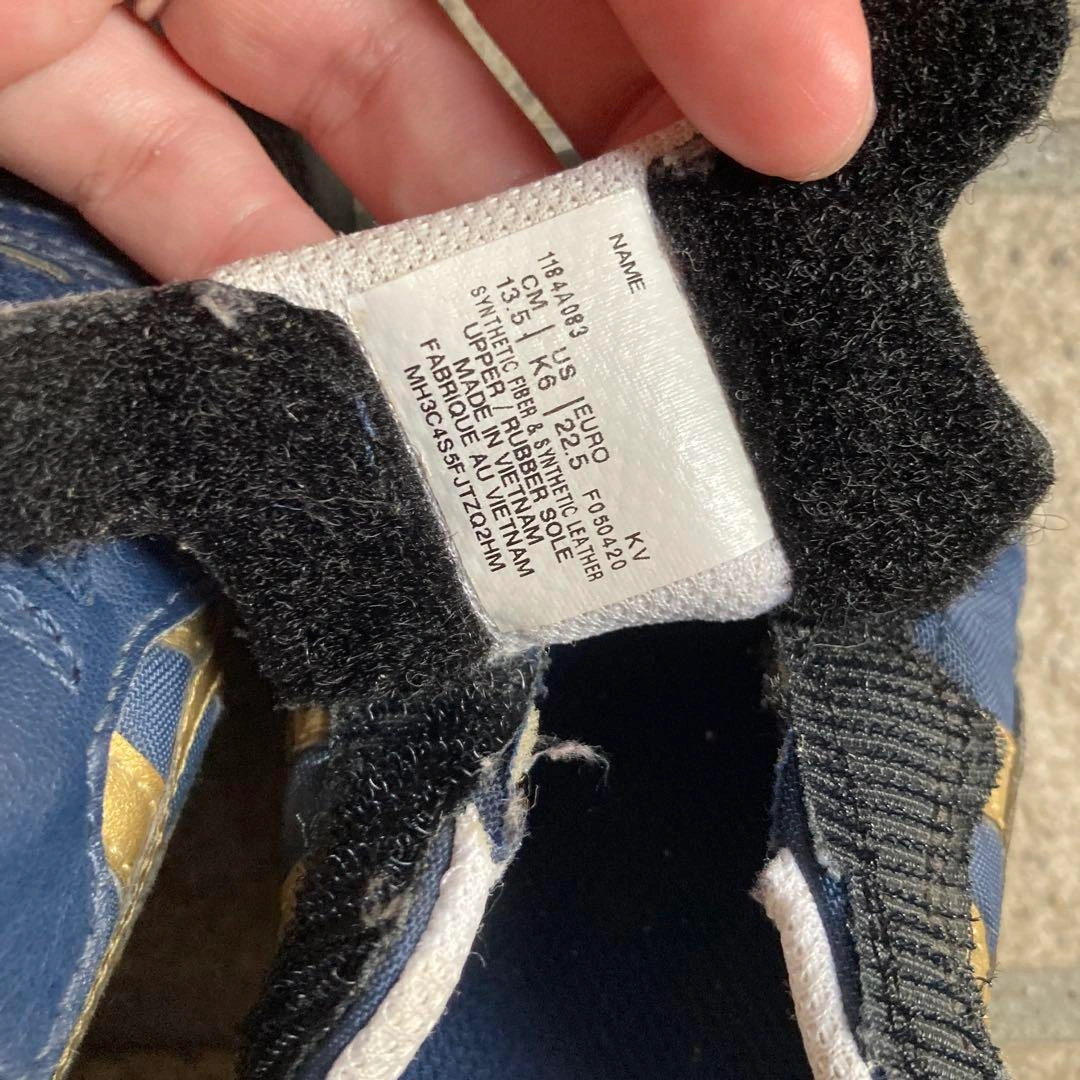 NAME
1184A083
CM | US | EURO KV
13.5 | K6 | 22.5 F050420
SYNTHETIC FIBER & SYNTHETIC LEATHER
UPPER / RUBBER SOLE
MADE IN VIETNAM
FABRIQUE AU VIETNAM
MH3C4S5FJTZQ2HM